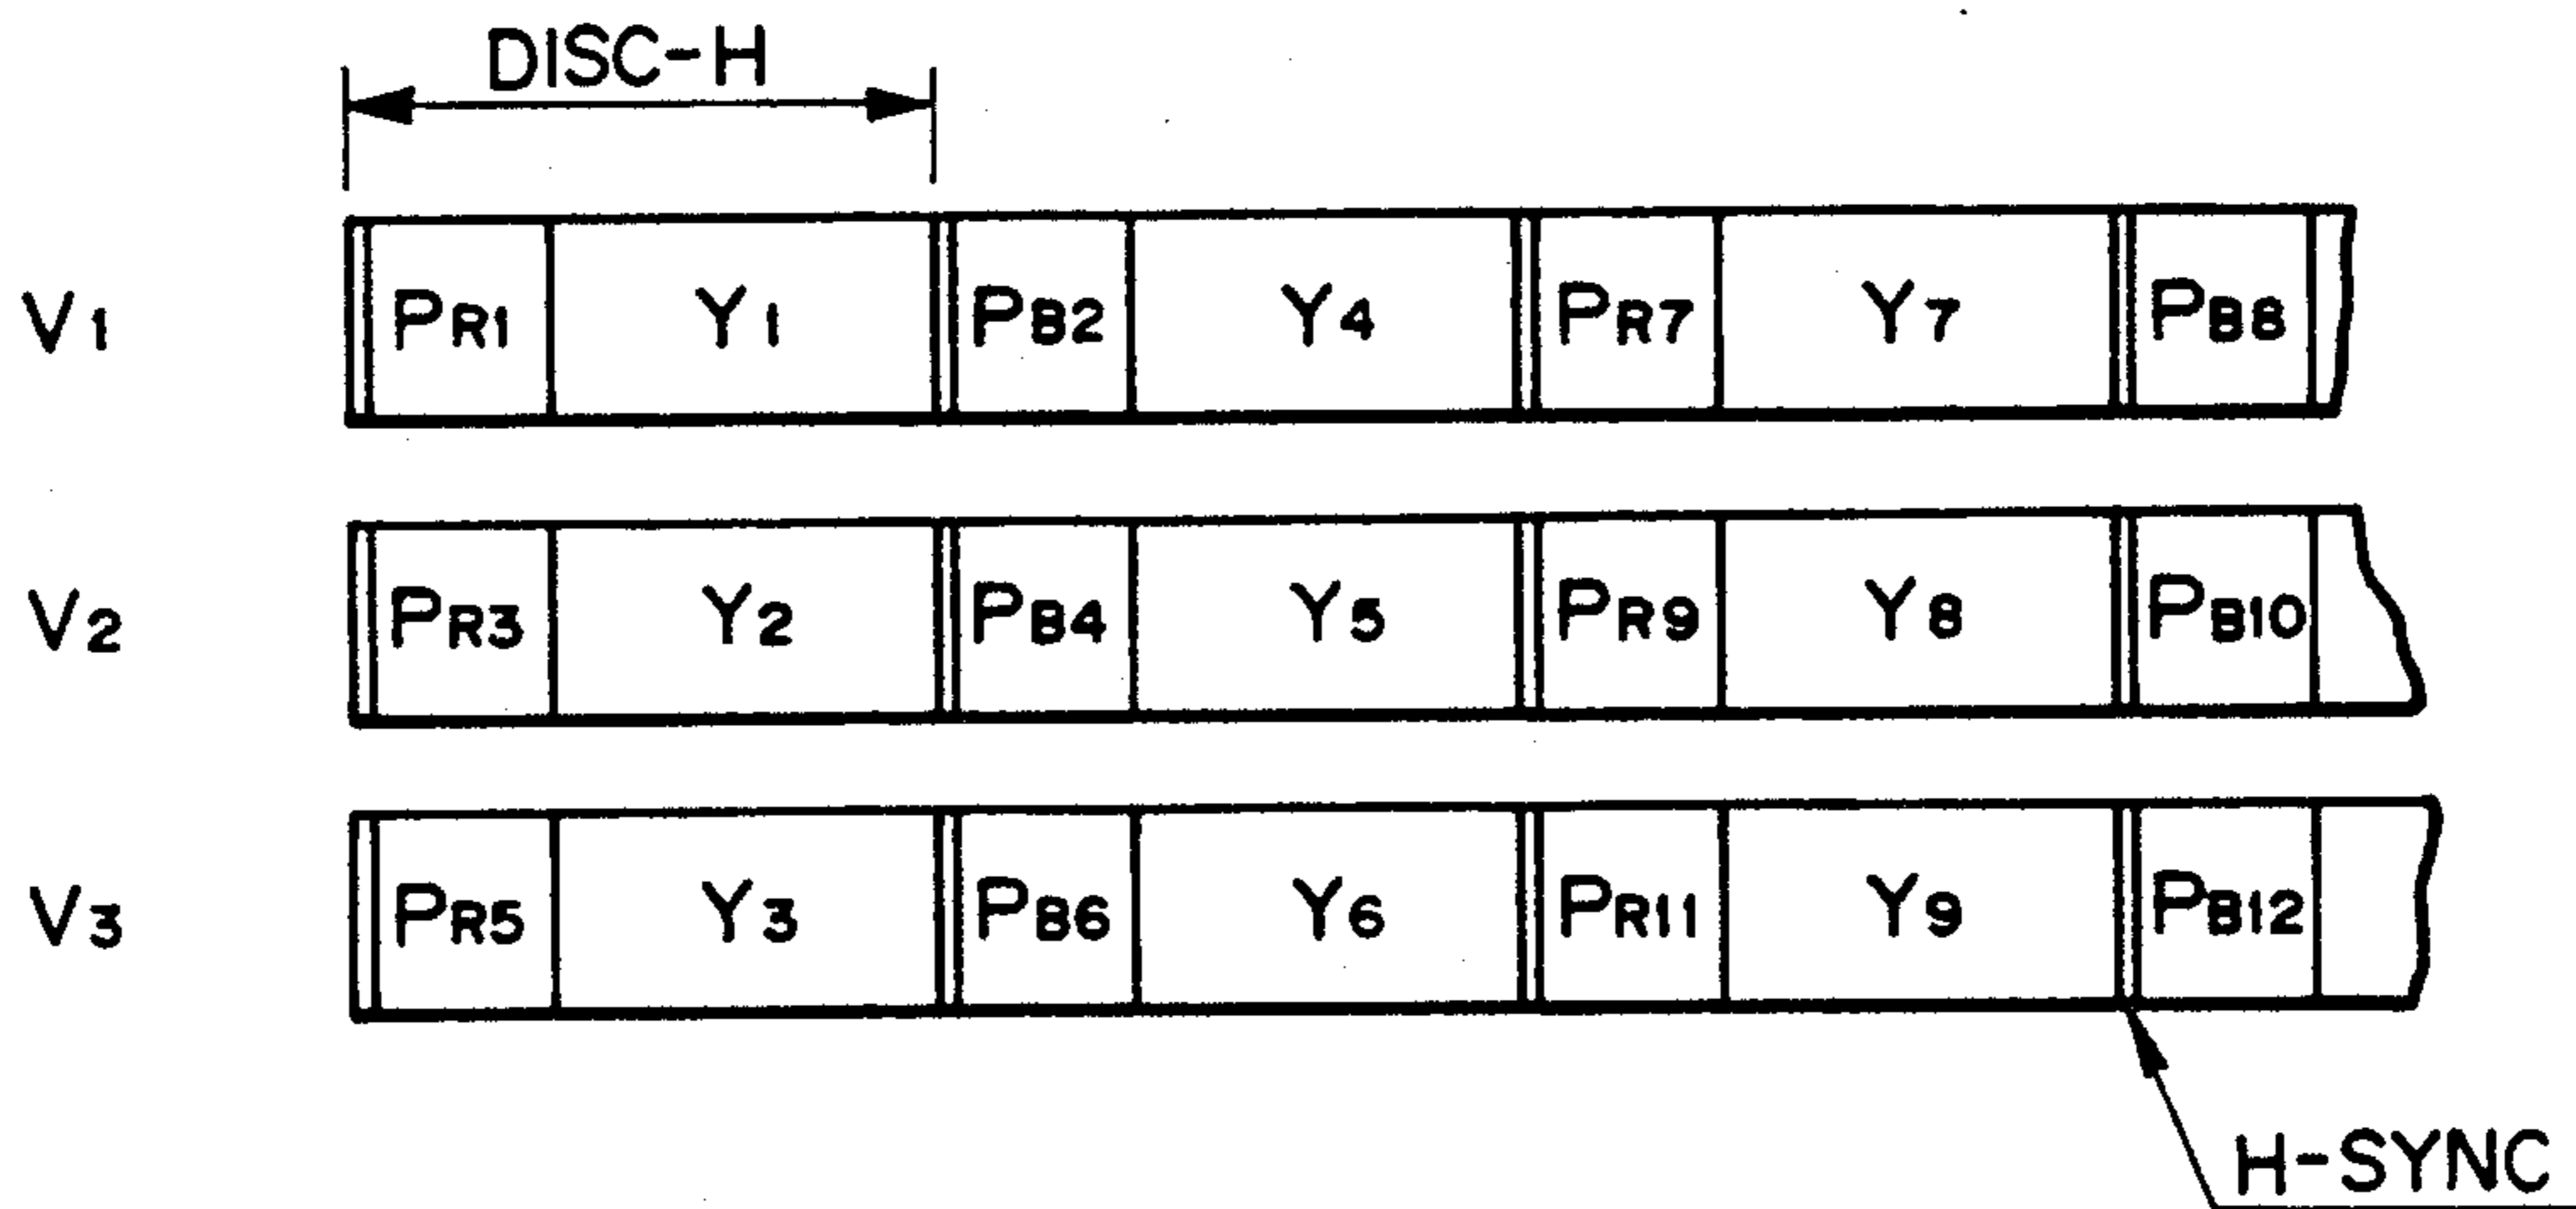 DISC-H
V1 PR1 Y1 PB2 Y4 PR7 Y7 PB8
V2 PR3 Y2 PB4 Y5 PR9 Y8 PB10
V3 PR5 Y3 PB6 Y6 PR11 Y9 PB12
H-SYNC